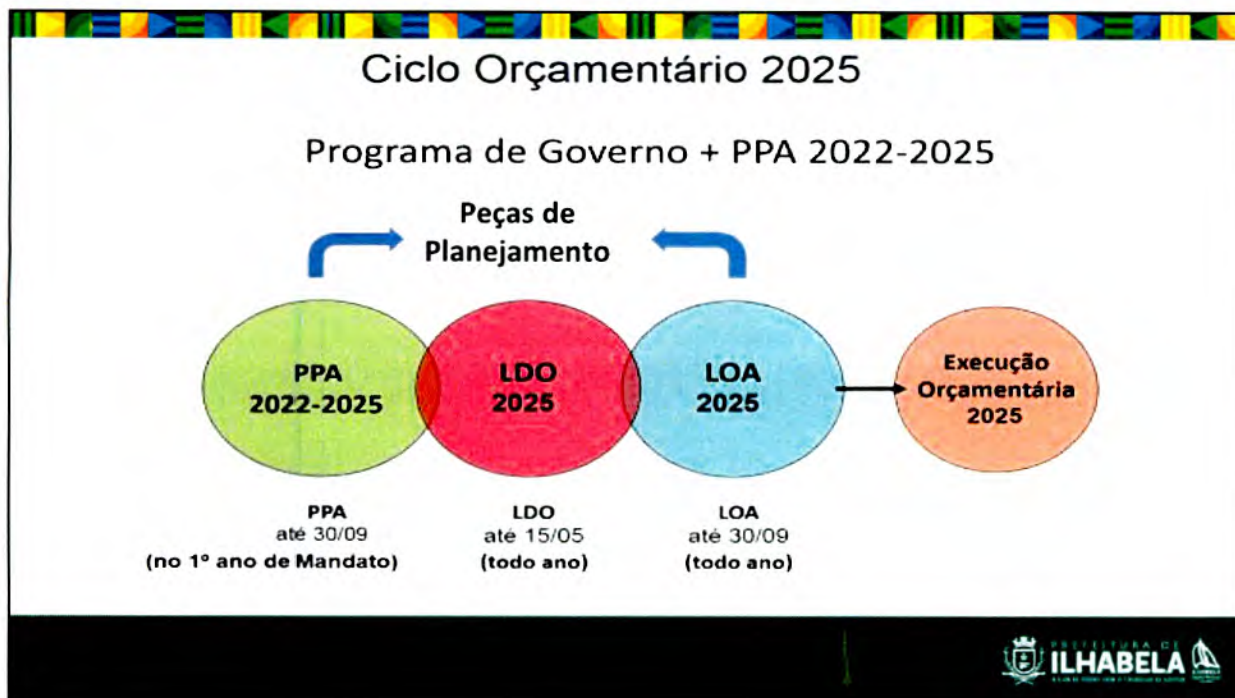 Ciclo Orçamentário 2025
Programa de Governo + PPA 2022-2025
Peças de
Planejamento
PPA
2022-2025
LDO
2025
LOA
2025
Execução
Orçamentária
2025
PPA
até 30/09
(no 1º ano de Mandato)
LDO
até 15/05
(todo ano)
LOA
até 30/09
(todo ano)
PREFEITURA DE
ILHABELA